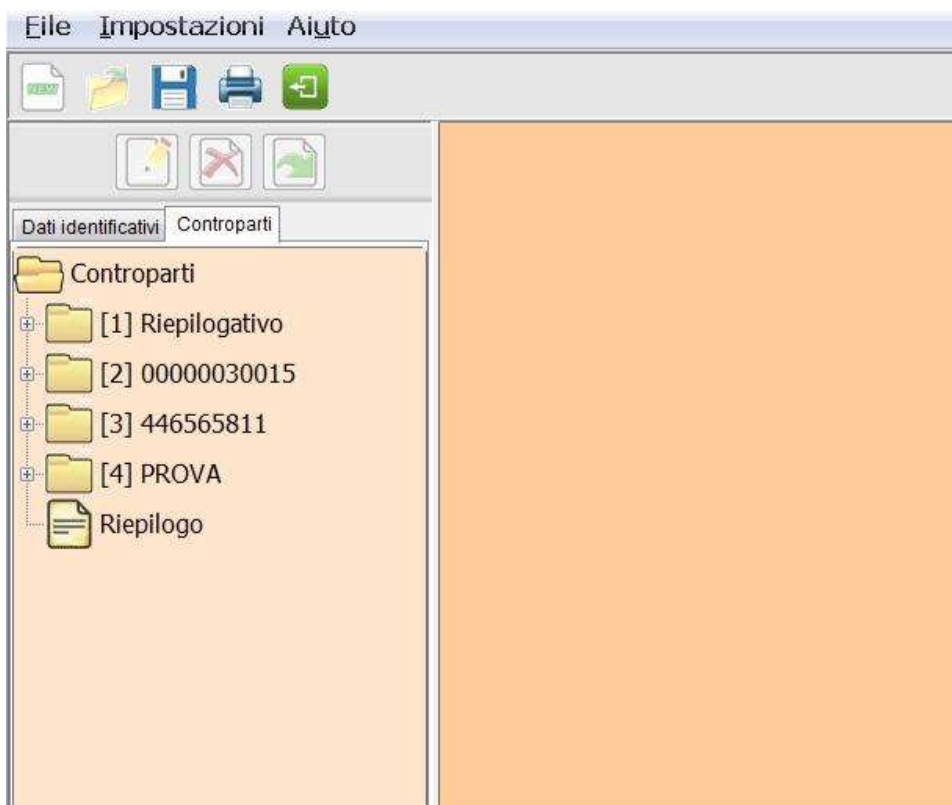 File Impostazioni Aiuto
NEW
Dati identificativi Controparti
Controparti
[1] Riepilogativo
[2] 00000030015
[3] 446565811
[4] PROVA
Riepilogo